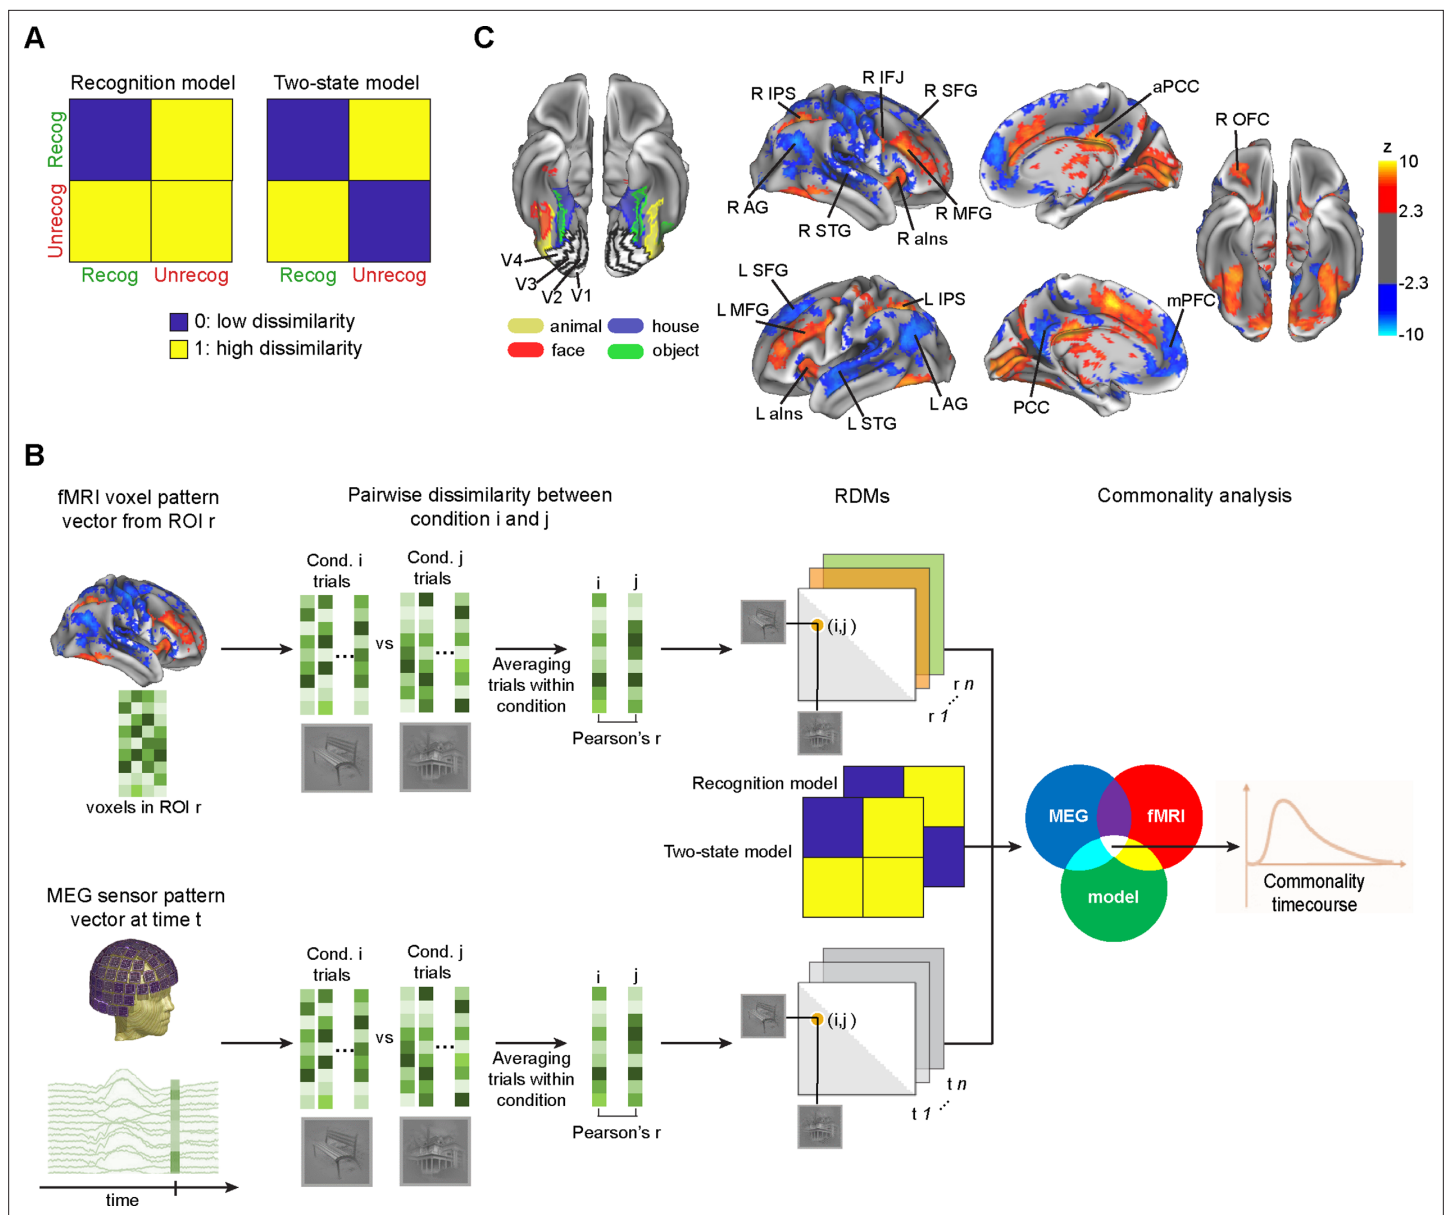 A
Recognition model
Two-state model
Recog
Unrecog
Recog
Unrecog
Recog
Unrecog
0: low dissimilarity
1: high dissimilarity
C
V4
V3
V2
V1
animal
house
face
object
R IPS
R IFJ
R SFG
R AG
R STG
R MFG
R aIns
aPCC
R OFC
z
10
2.3
-2.3
-10
L SFG
L MFG
L IPS
L aIns
L STG
L AG
PCC
mPFC
B
fMRI voxel pattern
vector from ROI r
Pairwise dissimilarity between
condition i and j
RDMs
Commonality analysis
voxels in ROI r
Cond. i
trials
Cond. j
trials
vs
...
...
Averaging
trials within
condition
i
j
Pearson's r
(i,j )
r 1
...
r n
Recognition model
Two-state model
MEG
fMRI
model
Commonality
timecourse
MEG sensor pattern
vector at time t
time
Cond. i
trials
Cond. j
trials
vs
...
...
Averaging
trials within
condition
i
j
Pearson's r
(i,j )
t 1
...
t n